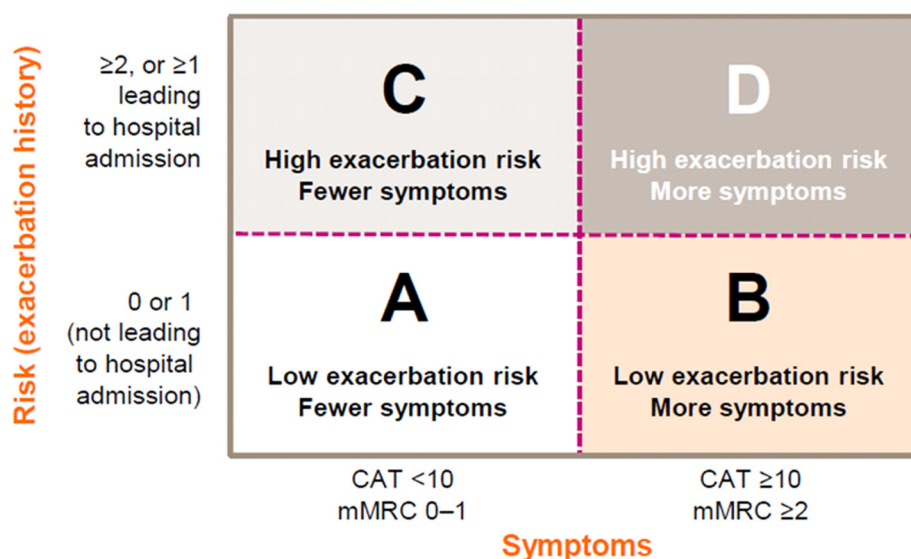 Risk (exacerbation history)
≥2, or ≥1
leading
to hospital
admission
C
High exacerbation risk
Fewer symptoms
D
High exacerbation risk
More symptoms
0 or 1
(not leading
to hospital
admission)
A
Low exacerbation risk
Fewer symptoms
B
Low exacerbation risk
More symptoms
CAT <10
mMRC 0–1
CAT ≥10
mMRC ≥2
Symptoms